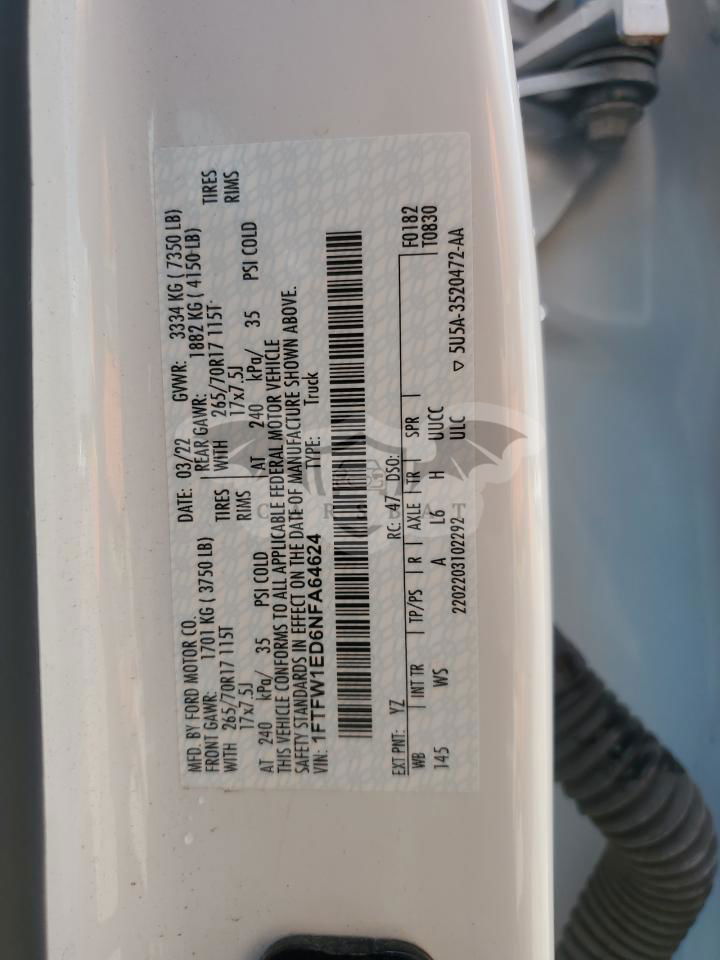 MFD. BY FORD MOTOR CO. DATE: 03/22 GVWR: 3334 KG ( 7350 LB)
FRONT GAWR: 1701 KG ( 3750 LB) REAR GAWR: 1882 KG ( 4150-LB)
WITH 265/70R17 115T TIRES WITH 265/70R17 115T TIRES
17x7.5J RIMS 17x7.5J RIMS
AT 240 kPa/ 35 PSI COLD AT 240 kPa/ 35 PSI COLD
THIS VEHICLE CONFORMS TO ALL APPLICABLE FEDERAL MOTOR VEHICLE
SAFETY STANDARDS IN EFFECT ON THE DATE OF MANUFACTURE SHOWN ABOVE.
VIN: 1FTFW1ED6NFA64624 TYPE: Truck
EXT PNT: YZ RC: 47 DSO: F0182
WB INT TR TP/PS R AXLE TR SPR T0830
145 WS A L6 H UUCC
2202203102292 ULC ▽ 5U5A-3520472-AA